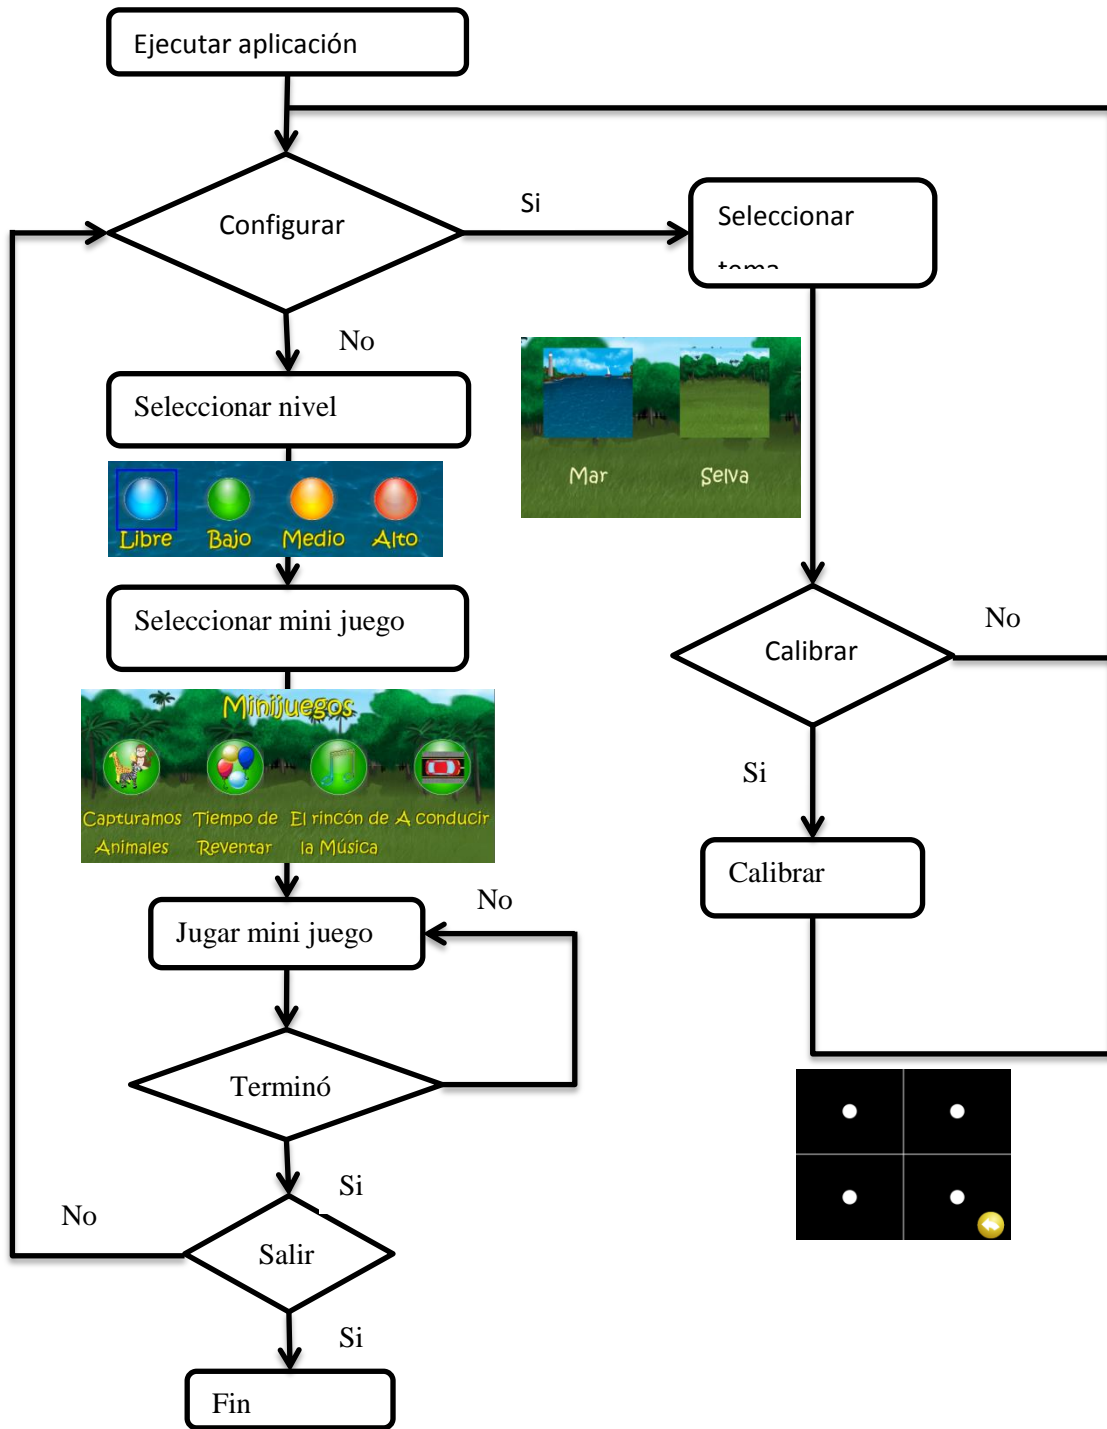 Ejecutar aplicación
Configurar
Si
Seleccionar
tema
No
Seleccionar nivel
Mar
Selva
Libre
Bajo
Medio
Alto
Seleccionar mini juego
Calibrar
No
Minijuegos
Capturamos
Animales
Tiempo de
Reventar
El rincón de
la Música
A conducir
Si
Calibrar
No
Jugar mini juego
Terminó
Si
No
Salir
Si
Fin